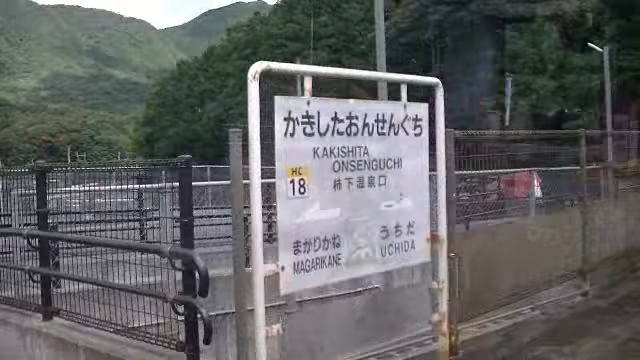 かきしたおんせんぐち
KAKISHITA
ONSENGUCHI
HC
18
柿下温泉口
まがりかね
MAGARIKANE
うちだ
UCHIDA